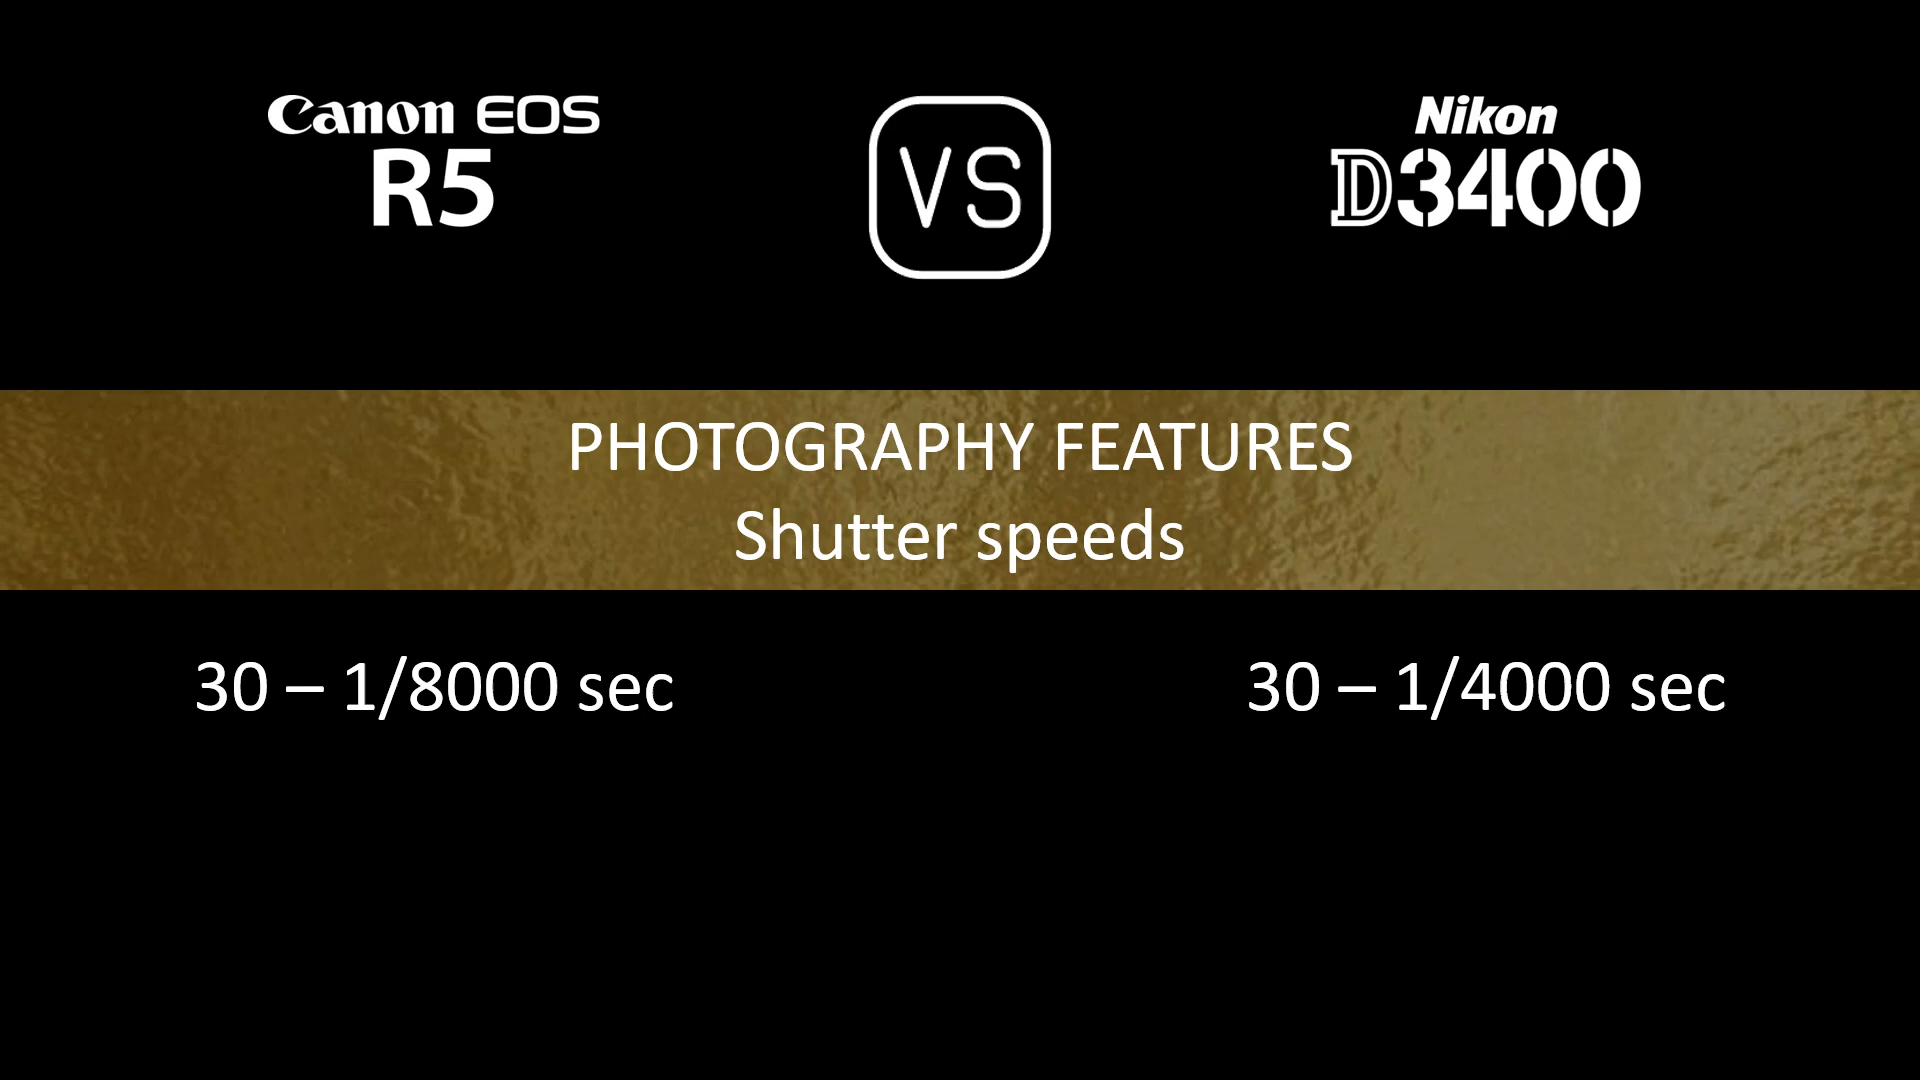 Canon EOS
R5
VS
Nikon
D3400
PHOTOGRAPHY FEATURES
Shutter speeds
30 – 1/8000 sec
30 – 1/4000 sec